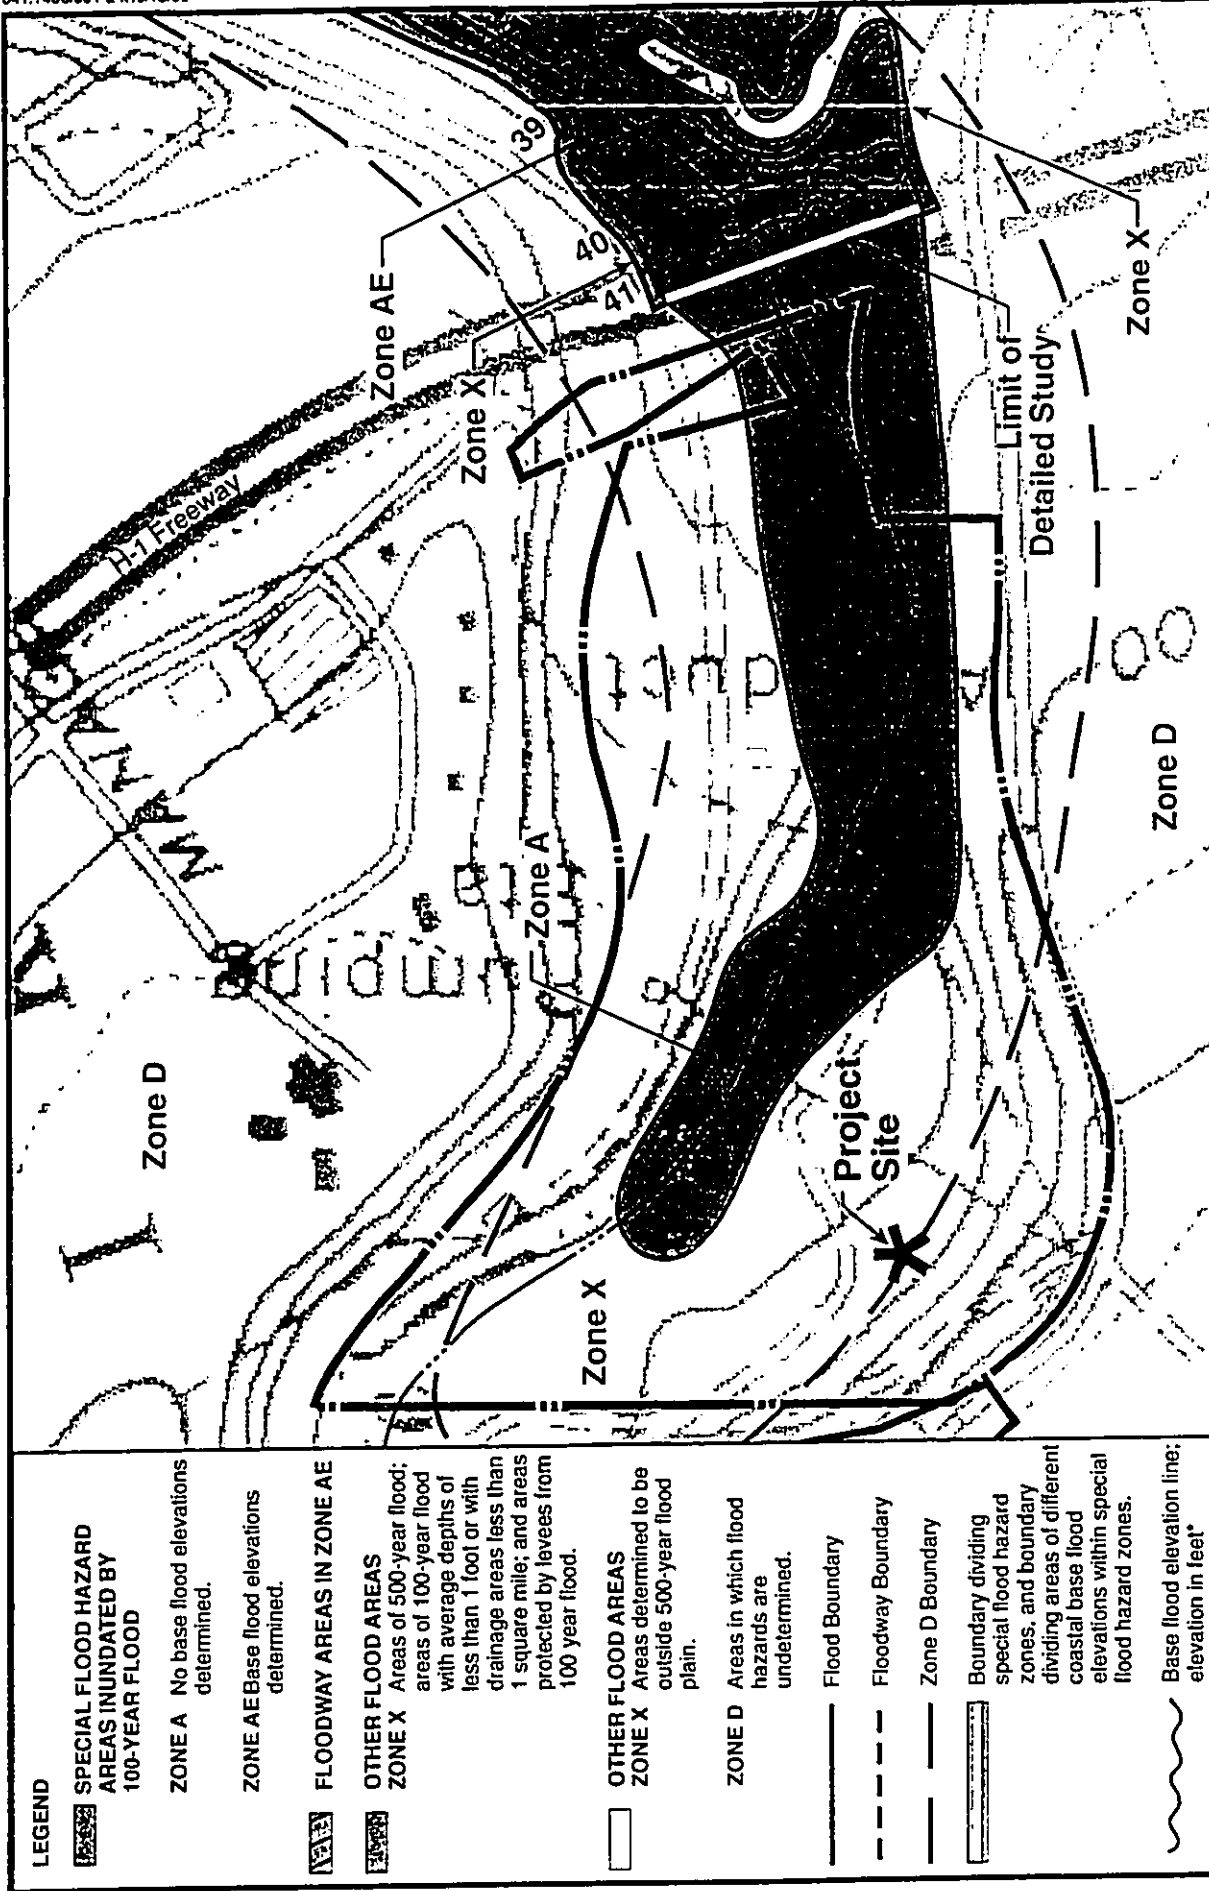 LEGEND
SPECIAL FLOOD HAZARD
AREAS INUNDATED BY
100-YEAR FLOOD
ZONE A No base flood elevations
determined.
ZONE AE Base flood elevations
determined.
FLOODWAY AREAS IN ZONE AE
OTHER FLOOD AREAS
ZONE X Areas of 500-year flood;
areas of 100-year flood
with average depths of
less than 1 foot or with
drainage areas less than
1 square mile; and areas
protected by levees from
100 year flood.
OTHER FLOOD AREAS
ZONE X Areas determined to be
outside 500-year flood
plain.
ZONE D Areas in which flood
hazards are
undetermined.
Flood Boundary
Floodway Boundary
Zone D Boundary
Boundary dividing
special flood hazard
zones, and boundary
dividing areas of different
coastal base flood
elevations within special
flood hazard zones.
Base flood elevation line;
elevation in feet*
Zone D
H-1 Freeway
Zone AE
Zone X
39
40
41
Zone A
Zone X
Project
Site
Limit of
Detailed Study
Zone X
Zone D